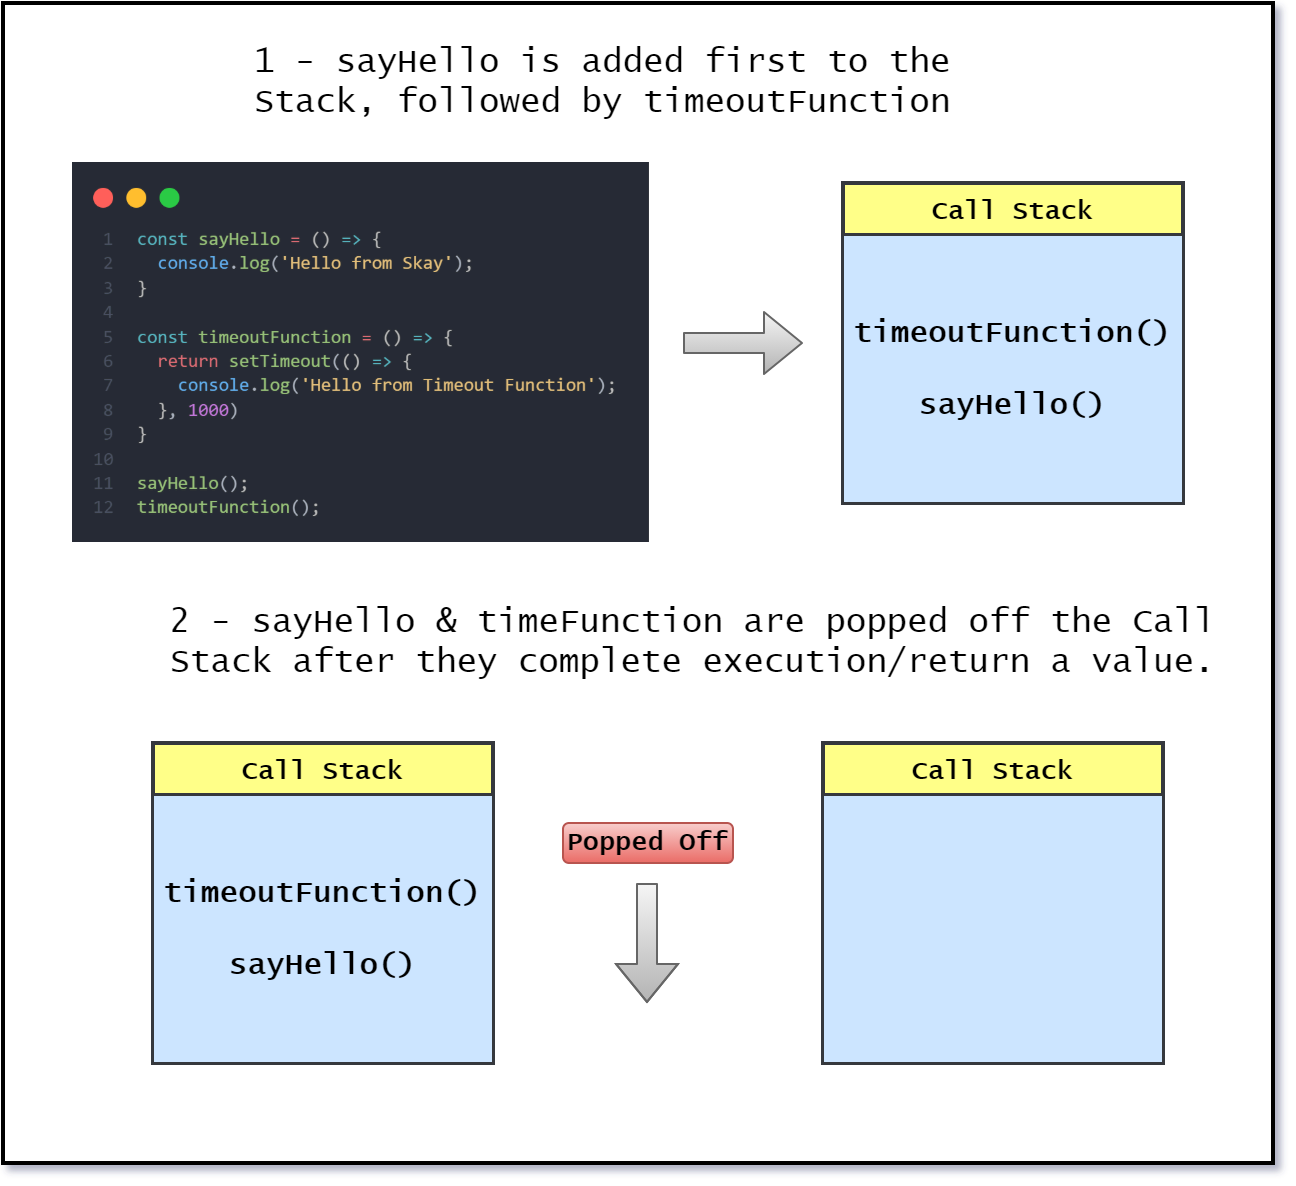 1 - sayHello is added first to the
Stack, followed by timeoutFunction
1 const sayHello = () => {
2   console.log('Hello from Skay');
3 }
4
5 const timeoutFunction = () => {
6   return setTimeout(() => {
7     console.log('Hello from Timeout Function');
8   }, 1000)
9 }
10
11 sayHello();
12 timeoutFunction();
Call Stack
timeoutFunction()
sayHello()
2 - sayHello & timeFunction are popped off the Call
Stack after they complete execution/return a value.
Call Stack
timeoutFunction()
sayHello()
Popped Off
Call Stack